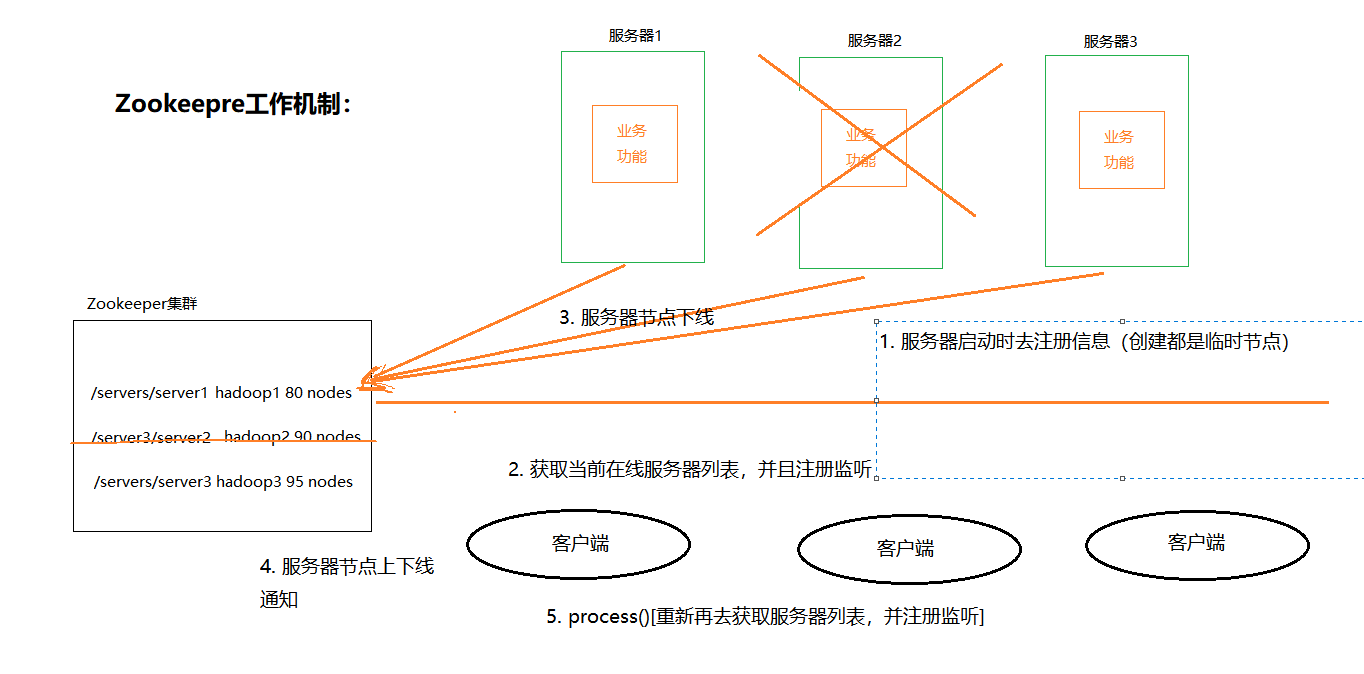 服务器1
服务器2
服务器3
Zookeepre工作机制：
业务
功能
业务
功能
业务
功能
Zookeeper集群
3. 服务器节点下线
1. 服务器启动时去注册信息（创建都是临时节点）
/servers/server1 hadoop1 80 nodes
/server3/server2 hadoop2 90 nodes
/servers/server3 hadoop3 95 nodes
2. 获取当前在线服务器列表，并且注册监听
客户端
客户端
客户端
4. 服务器节点上下线
通知
5. process()[重新再去获取服务器列表，并注册监听]